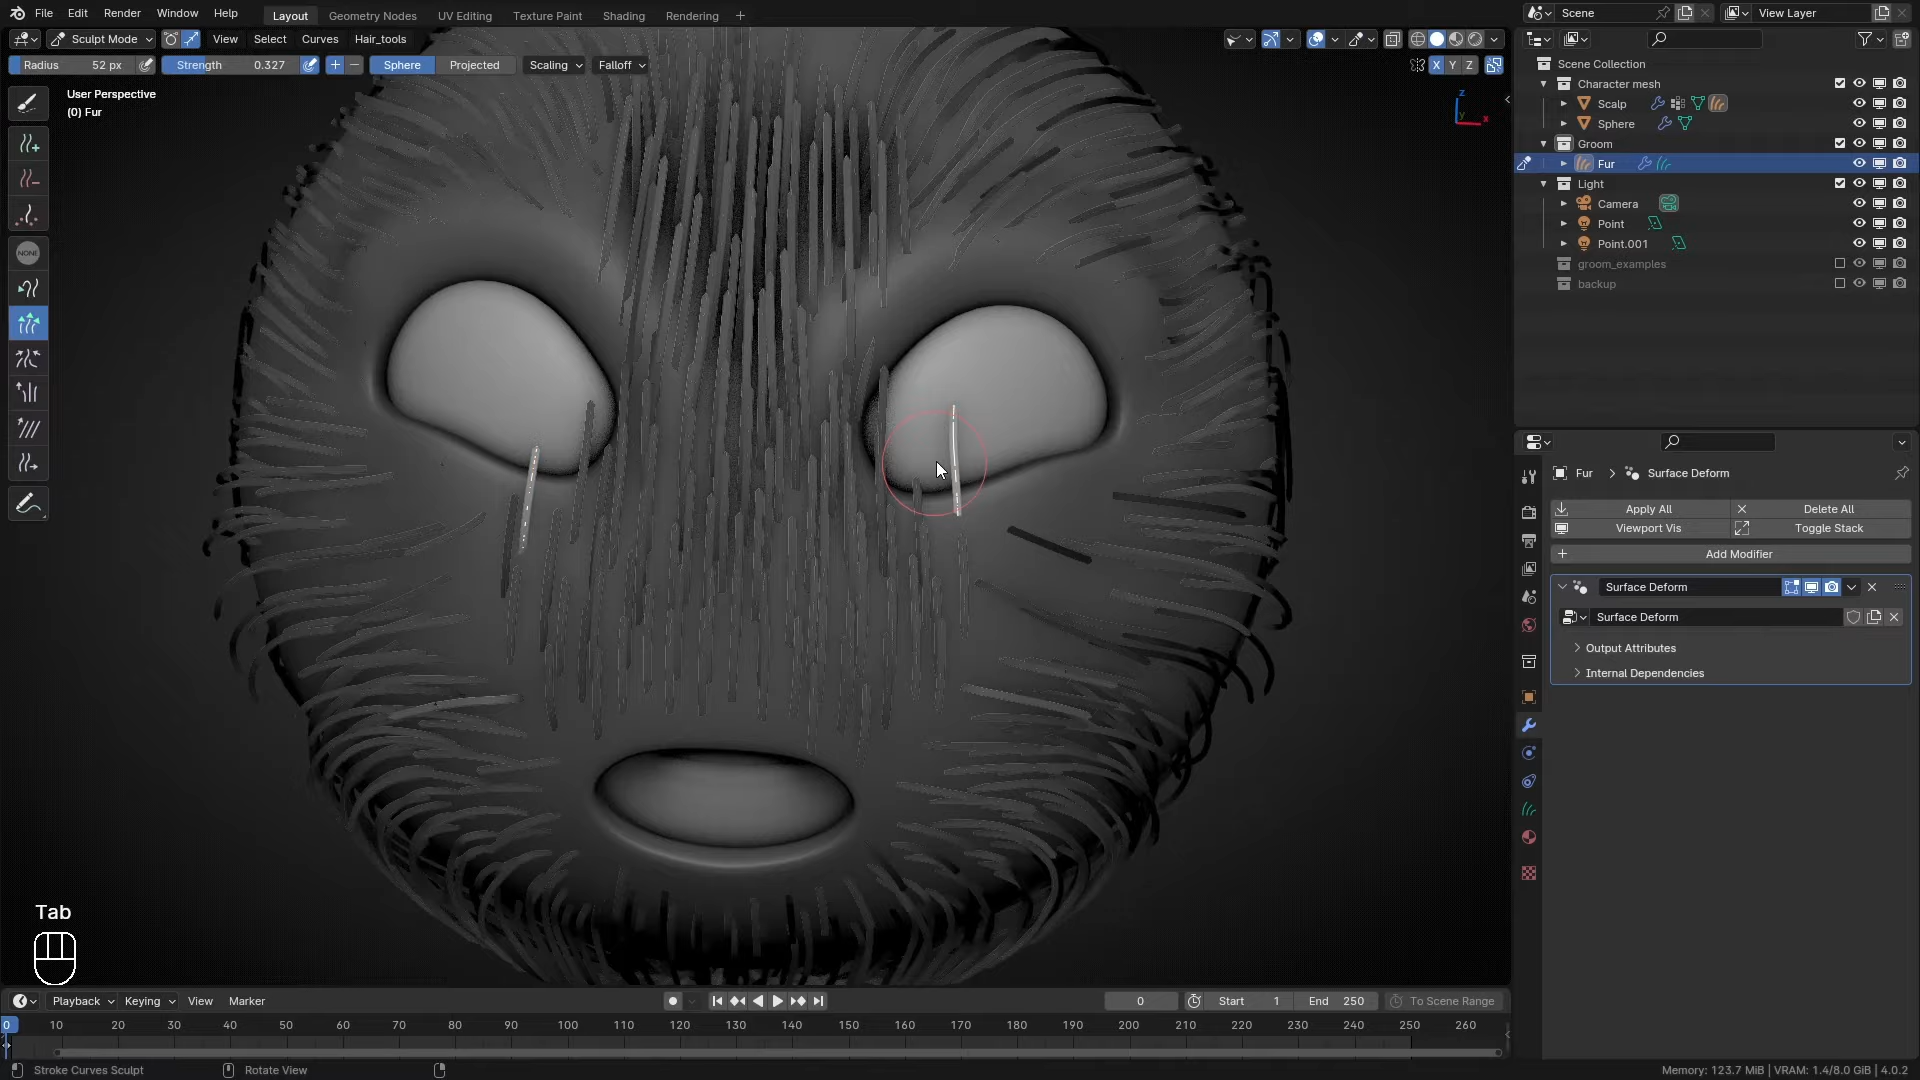 File Edit Render Window Help Layout Geometry Nodes UV Editing Texture Paint Shading Rendering + Scene View Layer
Sculpt Mode View Select Curves Hair_tools
Radius 52 px Strength 0.327 + − Sphere Projected Scaling Falloff X Y Z
User Perspective
(0) Fur
Z
Y
X
NONE
Scene Collection
Character mesh
Scalp
Sphere
Groom
Fur
Light
Camera
Point
Point.001
groom_examples
backup
Fur > Surface Deform
Apply All Delete All
Viewport Vis Toggle Stack
Add Modifier
Surface Deform
Surface Deform
Output Attributes
Internal Dependencies
Tab
Playback Keying View Marker 0 Start 1 End 250 To Scene Range
0 10 20 30 40 50 60 70 80 90 100 110 120 130 140 150 160 170 180 190 200 210 220 230 240 250 260
Stroke Curves Sculpt Rotate View Memory: 123.7 MiB | VRAM: 1.4/8.0 GiB | 4.0.2